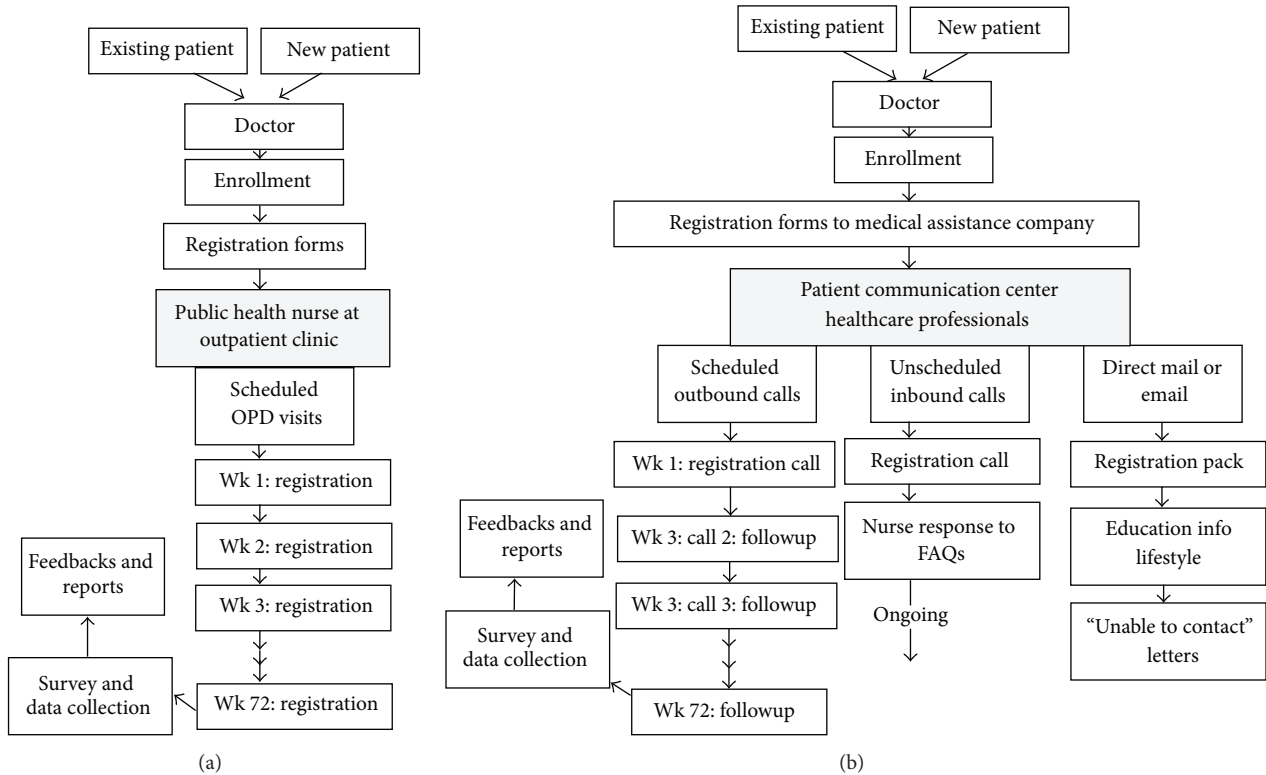 Existing patient
New patient
Doctor
Enrollment
Registration forms
Public health nurse at
outpatient clinic
Scheduled
OPD visits
Wk 1: registration
Wk 2: registration
Wk 3: registration
Wk 72: registration
Survey and
data collection
Feedbacks and
reports
(a)
Existing patient
New patient
Doctor
Enrollment
Registration forms to medical assistance company
Patient communication center
healthcare professionals
Scheduled
outbound calls
Wk 1: registration call
Wk 3: call 2: followup
Wk 3: call 3: followup
Wk 72: followup
Survey and
data collection
Feedbacks and
reports
Unscheduled
inbound calls
Registration call
Nurse response to
FAQs
Ongoing
Direct mail or
email
Registration pack
Education info
lifestyle
“Unable to contact”
letters
(b)